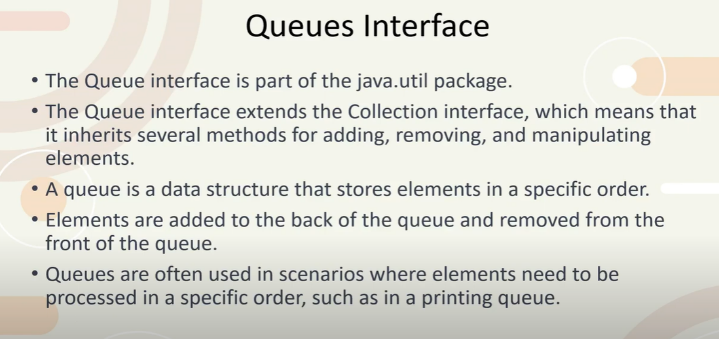 Queues Interface
• The Queue interface is part of the java.util package.
• The Queue interface extends the Collection interface, which means that
it inherits several methods for adding, removing, and manipulating
elements.
• A queue is a data structure that stores elements in a specific order.
• Elements are added to the back of the queue and removed from the
front of the queue.
• Queues are often used in scenarios where elements need to be
processed in a specific order, such as in a printing queue.